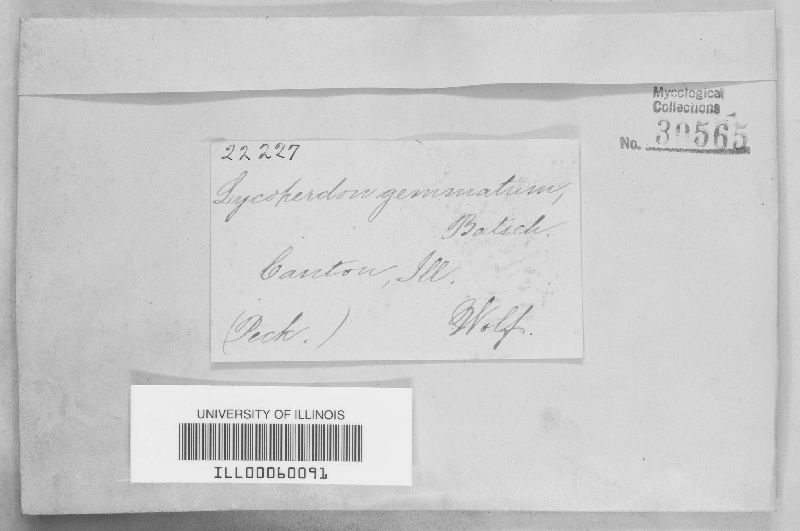 Mycological
Collections
No. 30565
22227
Lycoperdon gemmatum,
Batsch.
Canton, Ill.
(Peck.) Wolf.
UNIVERSITY OF ILLINOIS
ILL00060091